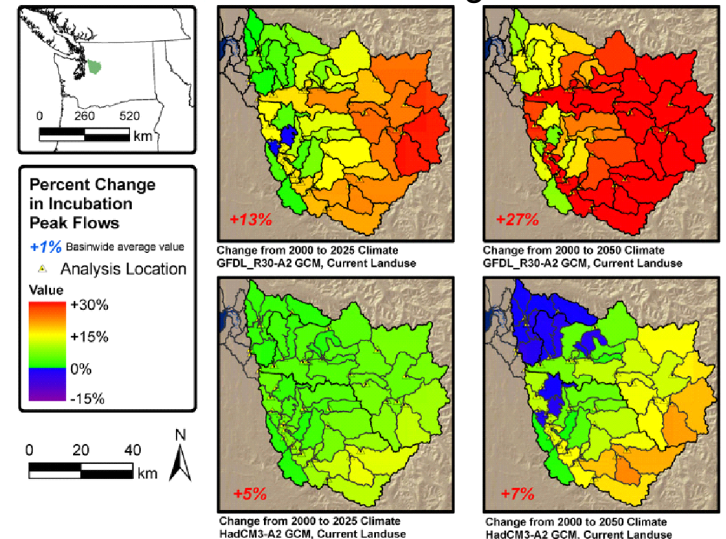 0 260 520
km
Percent Change
in Incubation
Peak Flows
+1% Basinwide average value
Analysis Location
Value
+30%
+15%
0%
-15%
0 20 40
km
N
+13%
Change from 2000 to 2025 Climate
GFDL_R30-A2 GCM, Current Landuse
+27%
Change from 2000 to 2050 Climate
GFDL_R30-A2 GCM, Current Landuse
+5%
Change from 2000 to 2025 Climate
HadCM3-A2 GCM, Current Landuse
+7%
Change from 2000 to 2050 Climate
HadCM3-A2 GCM. Current Landuse